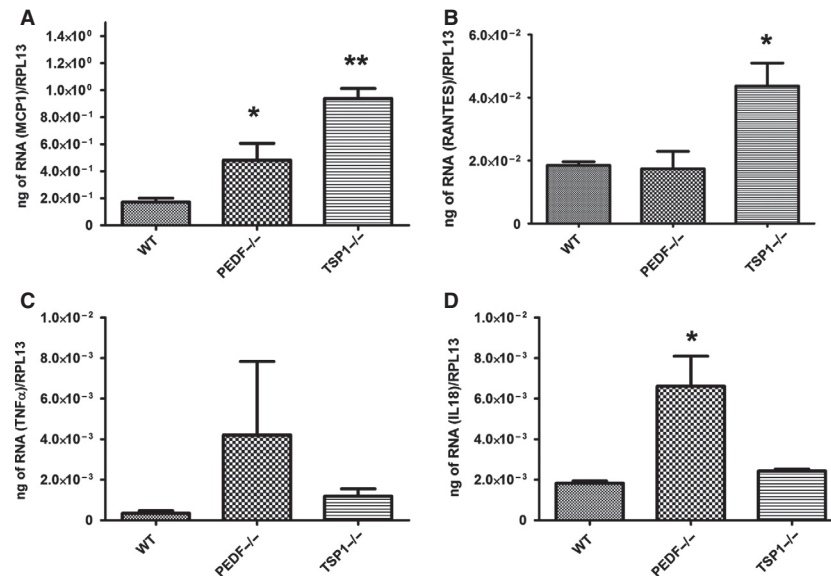 A
ng of RNA (MCP1)/RPL13
1.4×10⁰
1.2×10⁰
1.0×10⁰
8.0×10⁻¹
6.0×10⁻¹
4.0×10⁻¹
2.0×10⁻¹
0
*
**
WT
PEDF–/–
TSP1–/–
B
ng of RNA (RANTES)/RPL13
6.0×10⁻²
4.0×10⁻²
2.0×10⁻²
0
*
WT
PEDF–/–
TSP1–/–
C
ng of RNA (TNFα)/RPL13
1.0×10⁻²
8.0×10⁻³
6.0×10⁻³
4.0×10⁻³
2.0×10⁻³
0
WT
PEDF–/–
TSP1–/–
D
ng of RNA (IL18)/RPL13
1.0×10⁻²
8.0×10⁻³
6.0×10⁻³
4.0×10⁻³
2.0×10⁻³
0
*
WT
PEDF–/–
TSP1–/–